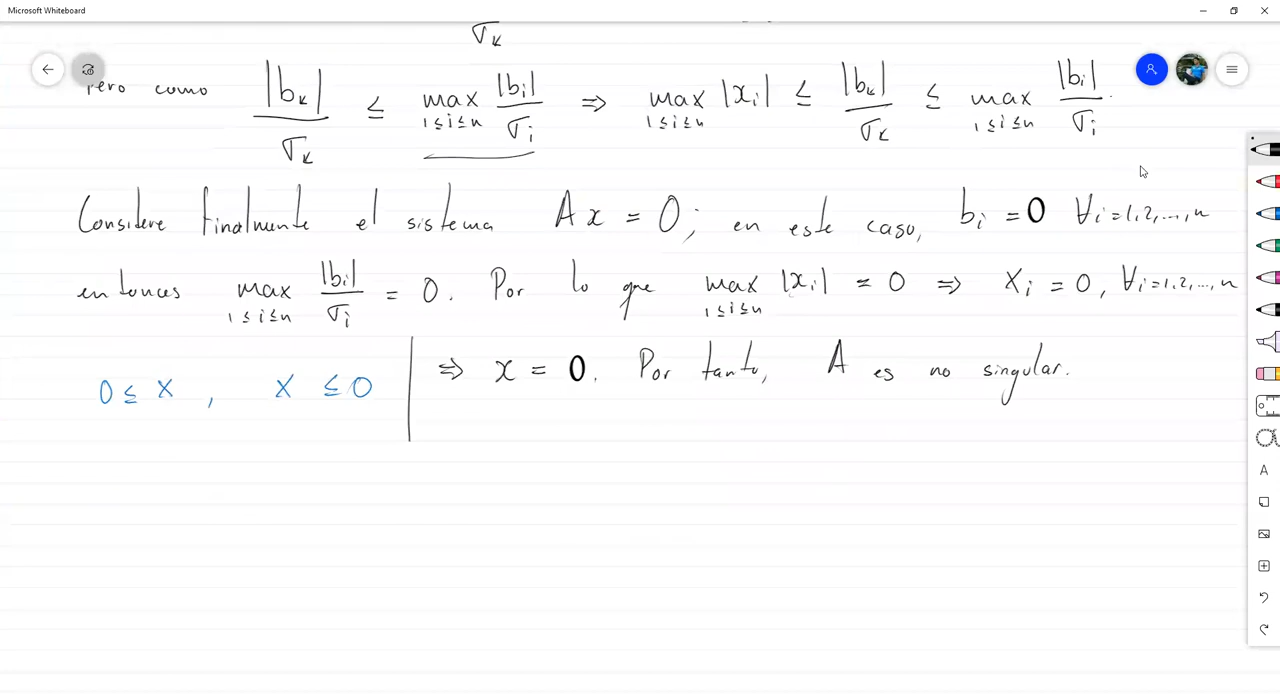 Microsoft Whiteboard
σ_k
Pero como |b_k|/σ_k ≤ max_{1≤i≤n} |b_i|/σ_i ⇒ max_{1≤i≤n} |x_i| ≤ |b_k|/σ_k ≤ max_{1≤i≤n} |b_i|/σ_i.
Considere finalmente el sistema Ax = 0; en este caso, b_i = 0 ∀i=1,2,...,n
entonces max_{1≤i≤n} |b_i|/σ_i = 0. Por lo que max_{1≤i≤n} |x_i| = 0 ⇒ x_i = 0, ∀i=1,2,...,n
0 ≤ x , x ≤ 0 ⇒ x = 0. Por tanto, A es no singular.
A